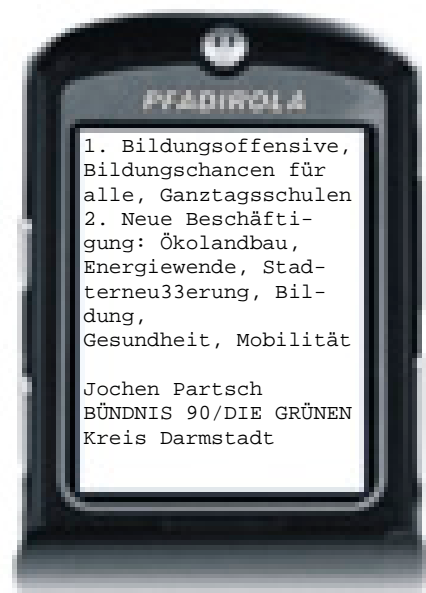 PFADIROLA
1. Bildungsoffensive,
Bildungschancen für
alle, Ganztagsschulen
2. Neue Beschäfti-
gung: Ökolandbau,
Energiewende, Stad-
terneu33erung, Bil-
dung,
Gesundheit, Mobilität
Jochen Partsch
BÜNDNIS 90/DIE GRÜNEN
Kreis Darmstadt